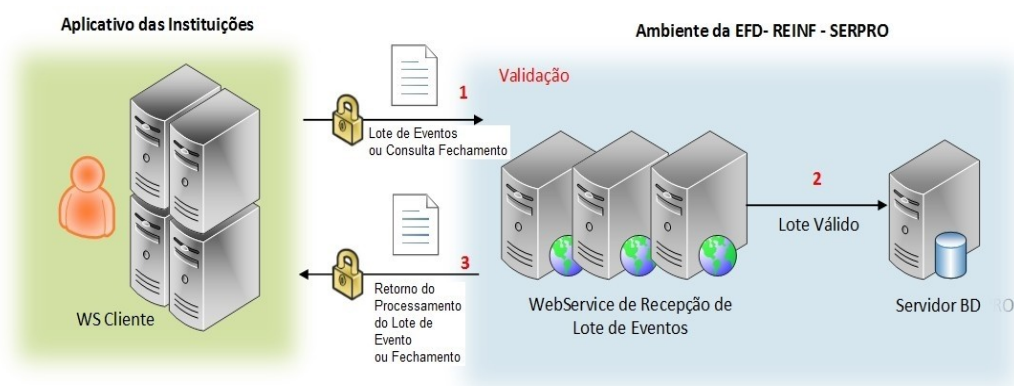 Aplicativo das Instituições
Ambiente da EFD- REINF - SERPRO
Validação
1
Lote de Eventos
ou Consulta Fechamento
2
Lote Válido
3
Retorno do
Processamento
do Lote de
Evento
ou Fechamento
WS Cliente
WebService de Recepção de
Lote de Eventos
Servidor BD
RO